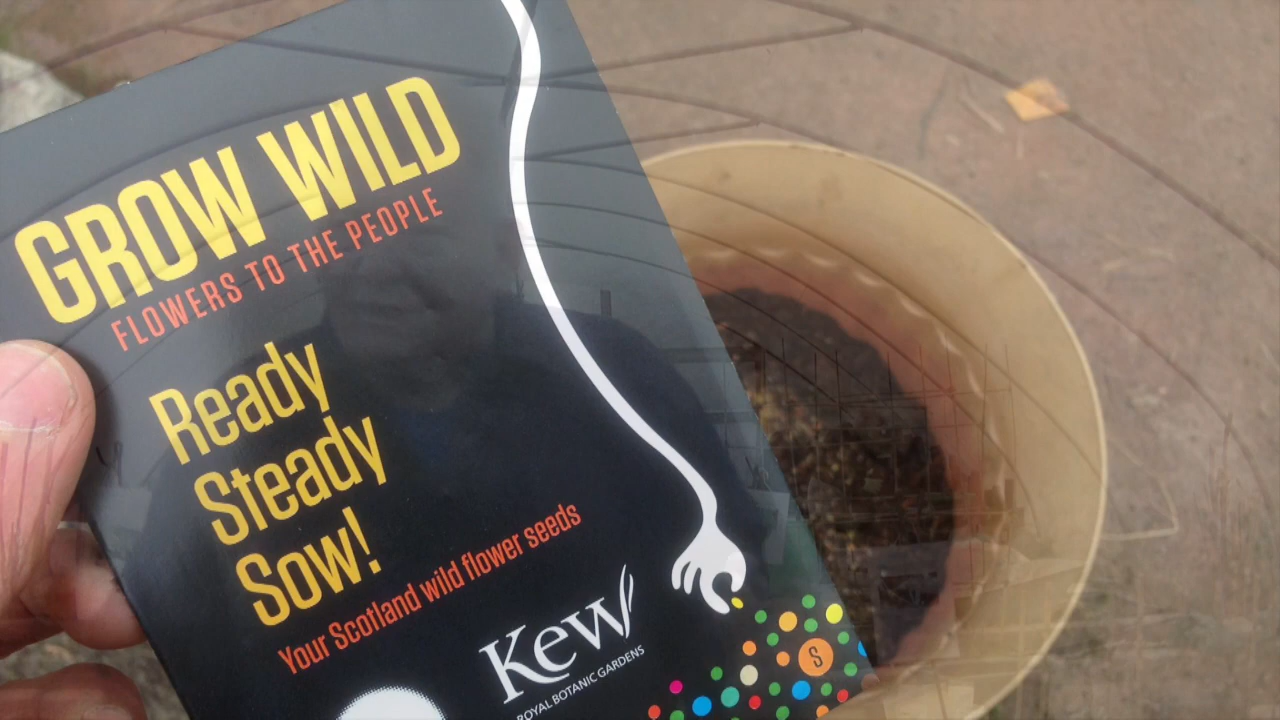 GROW WILD
FLOWERS TO THE PEOPLE
Ready
Steady
Sow!
Your Scotland wild flower seeds
Kew
ROYAL BOTANIC GARDENS
S